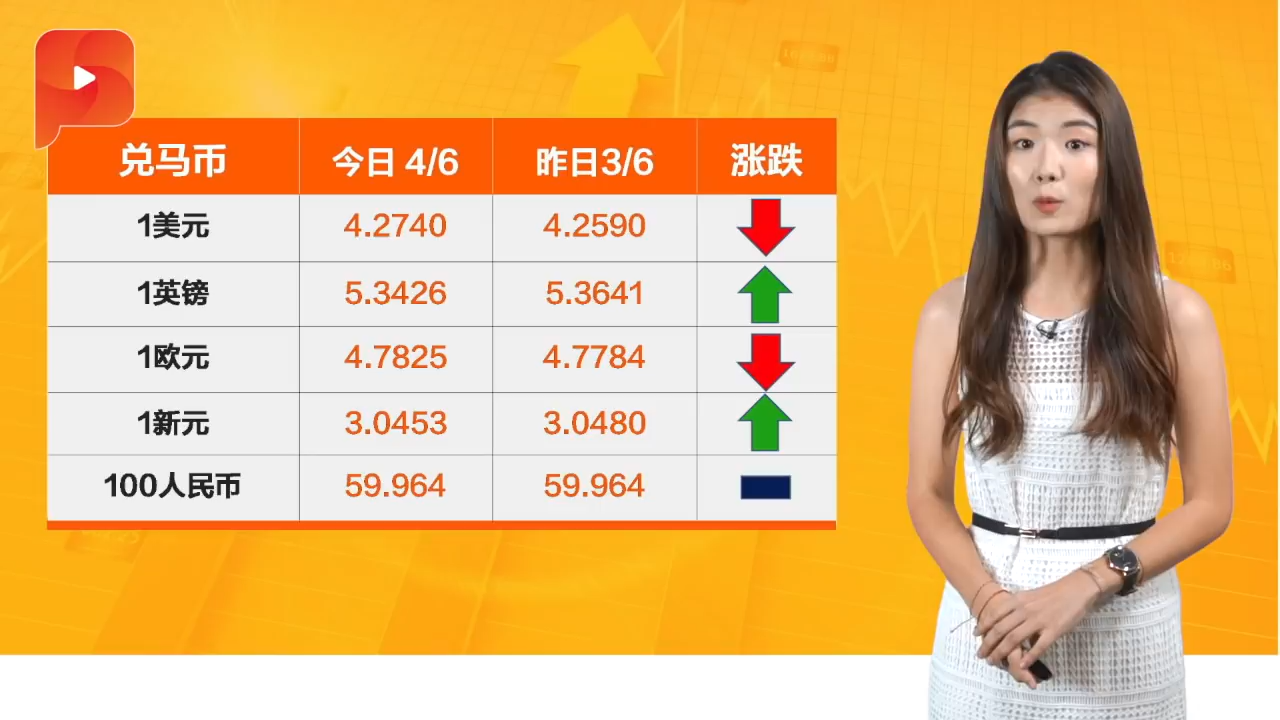 兑马币 今日 4/6 昨日3/6 涨跌
1美元 4.2740 4.2590
1英镑 5.3426 5.3641
1欧元 4.7825 4.7784
1新元 3.0453 3.0480
100人民币 59.964 59.964